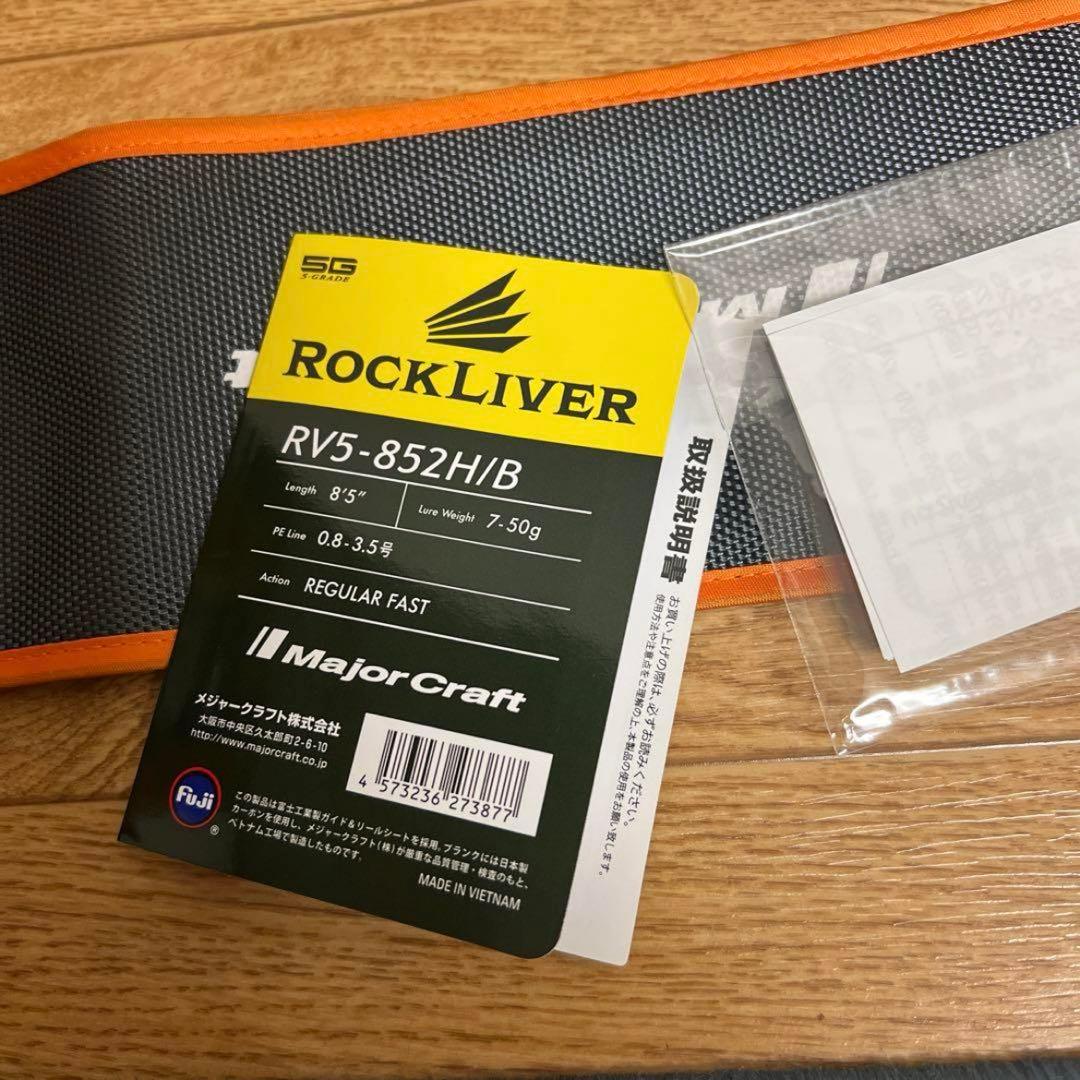 5G
5-GRADE
ROCKLIVER
RV5-852H/B
Length 8'5"
Lure Weight 7-50g
PE Line 0.8-3.5号
Action REGULAR FAST
Major Craft
メジャークラフト株式会社
大阪市中央区久太郎町2-6-10
http://www.majorcraft.co.jp
4 573236 273877
Fuji
®
この製品は富士工業製ガイド&リールシートを採用。ブランクには日本製
カーボンを使用し、メジャークラフト(株)が厳重な品質管理・検査のもと、
ベトナム工場で製造したものです。
MADE IN VIETNAM
取扱説明書
お買い上げの際は、必ずお読みください。
使用方法や注意点をご理解の上、本製品の使用をお願い致します。